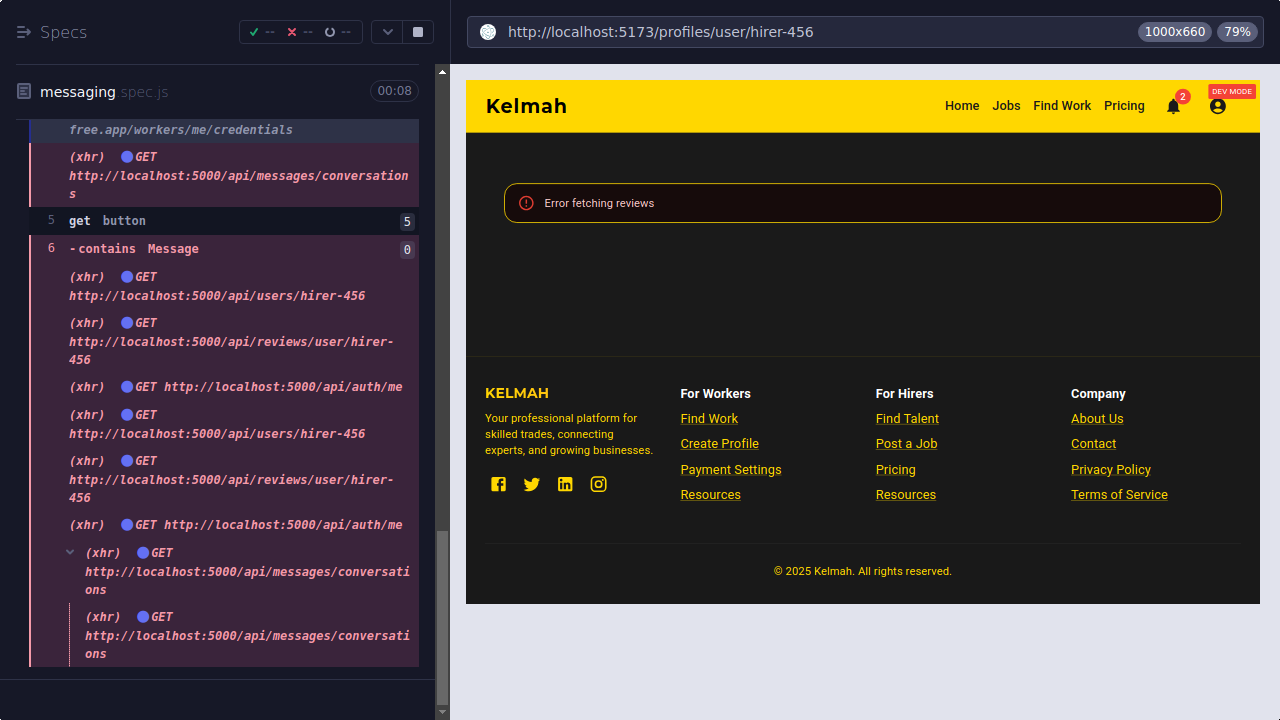 Specs
--
--
--
http://localhost:5173/profiles/user/hirer-456
1000x660
79%
messaging spec.js
00:08
free.app/workers/me/credentials
(xhr) GET
http://localhost:5000/api/messages/conversation
s
5 get button 5
6 -contains Message 0
(xhr) GET
http://localhost:5000/api/users/hirer-456
(xhr) GET
http://localhost:5000/api/reviews/user/hirer-
456
(xhr) GET http://localhost:5000/api/auth/me
(xhr) GET
http://localhost:5000/api/users/hirer-456
(xhr) GET
http://localhost:5000/api/reviews/user/hirer-
456
(xhr) GET http://localhost:5000/api/auth/me
(xhr) GET
http://localhost:5000/api/messages/conversati
ons
(xhr) GET
http://localhost:5000/api/messages/conversati
ons
Kelmah
Home
Jobs
Find Work
Pricing
2
DEV MODE
Error fetching reviews
KELMAH
Your professional platform for
skilled trades, connecting
experts, and growing businesses.
For Workers
Find Work
Create Profile
Payment Settings
Resources
For Hirers
Find Talent
Post a Job
Pricing
Resources
Company
About Us
Contact
Privacy Policy
Terms of Service
© 2025 Kelmah. All rights reserved.